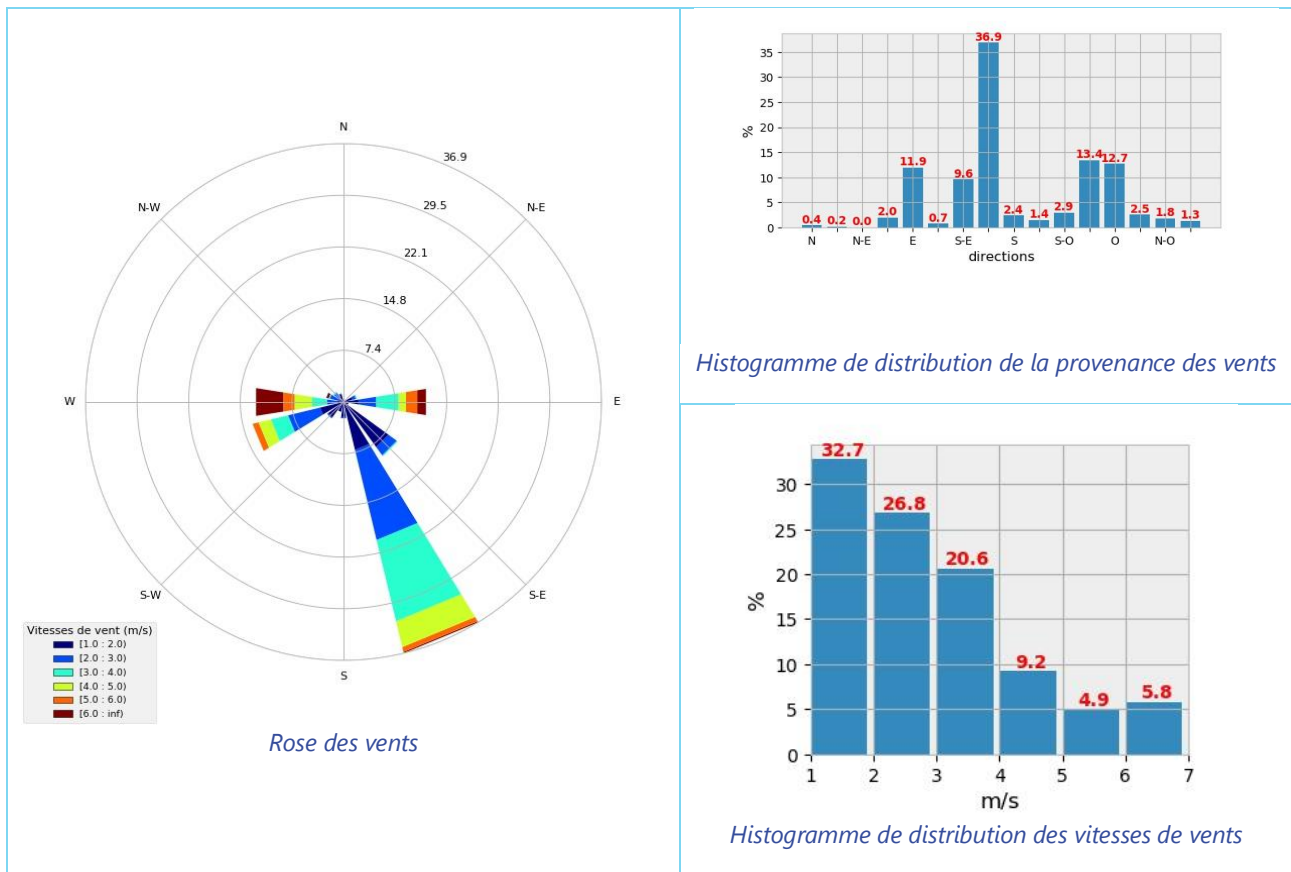 N
36.9
N-W
N-E
29.5
22.1
14.8
7.4
W
E
S-W
S-E
S
Vitesses de vent (m/s)
[1.0 : 2.0)
[2.0 : 3.0)
[3.0 : 4.0)
[4.0 : 5.0)
[5.0 : 6.0)
[6.0 : inf)
Rose des vents
36.9
35
30
25
20
15
10
5
0
%
0.4 0.2 0.0 2.0 11.9 0.7 9.6 2.4 1.4 2.9 13.4 12.7 2.5 1.8 1.3
N N-E E S-E S S-O O N-O
directions
Histogramme de distribution de la provenance des vents
32.7
26.8
20.6
9.2
4.9
5.8
30
25
20
15
10
5
0
%
1 2 3 4 5 6 7
m/s
Histogramme de distribution des vitesses de vents